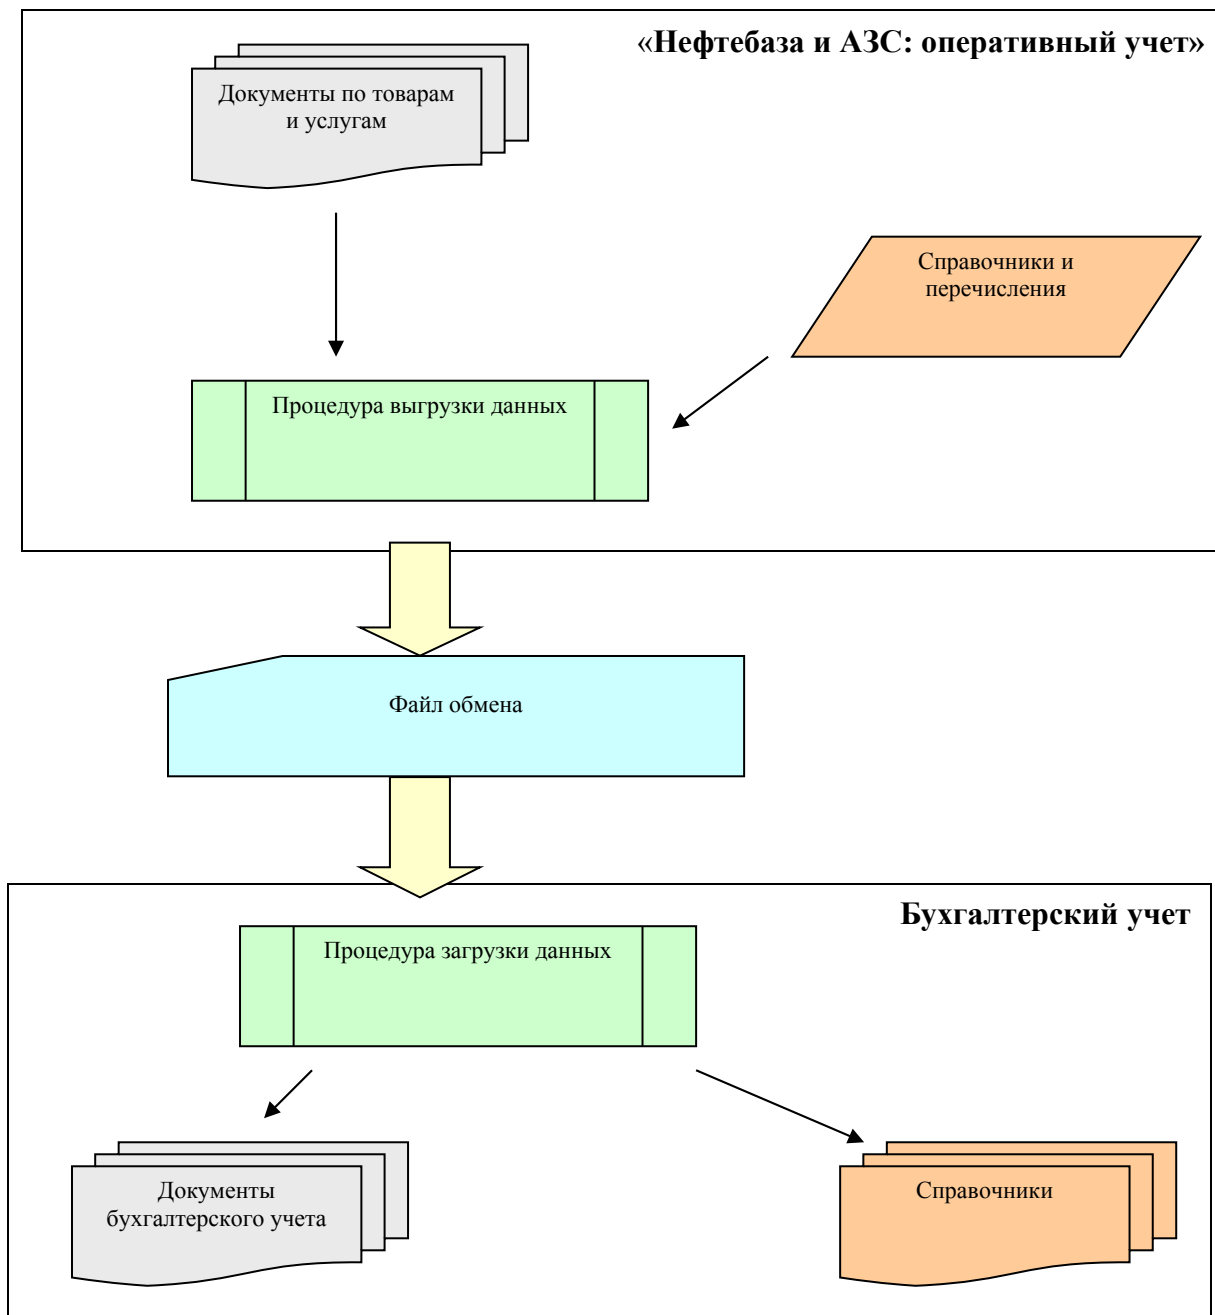 «Нефтебаза и АЗС: оперативный учет»
Документы по товарам
и услугам
Справочники и
перечисления
Процедура выгрузки данных
Файл обмена
Бухгалтерский учет
Процедура загрузки данных
Документы
бухгалтерского учета
Справочники